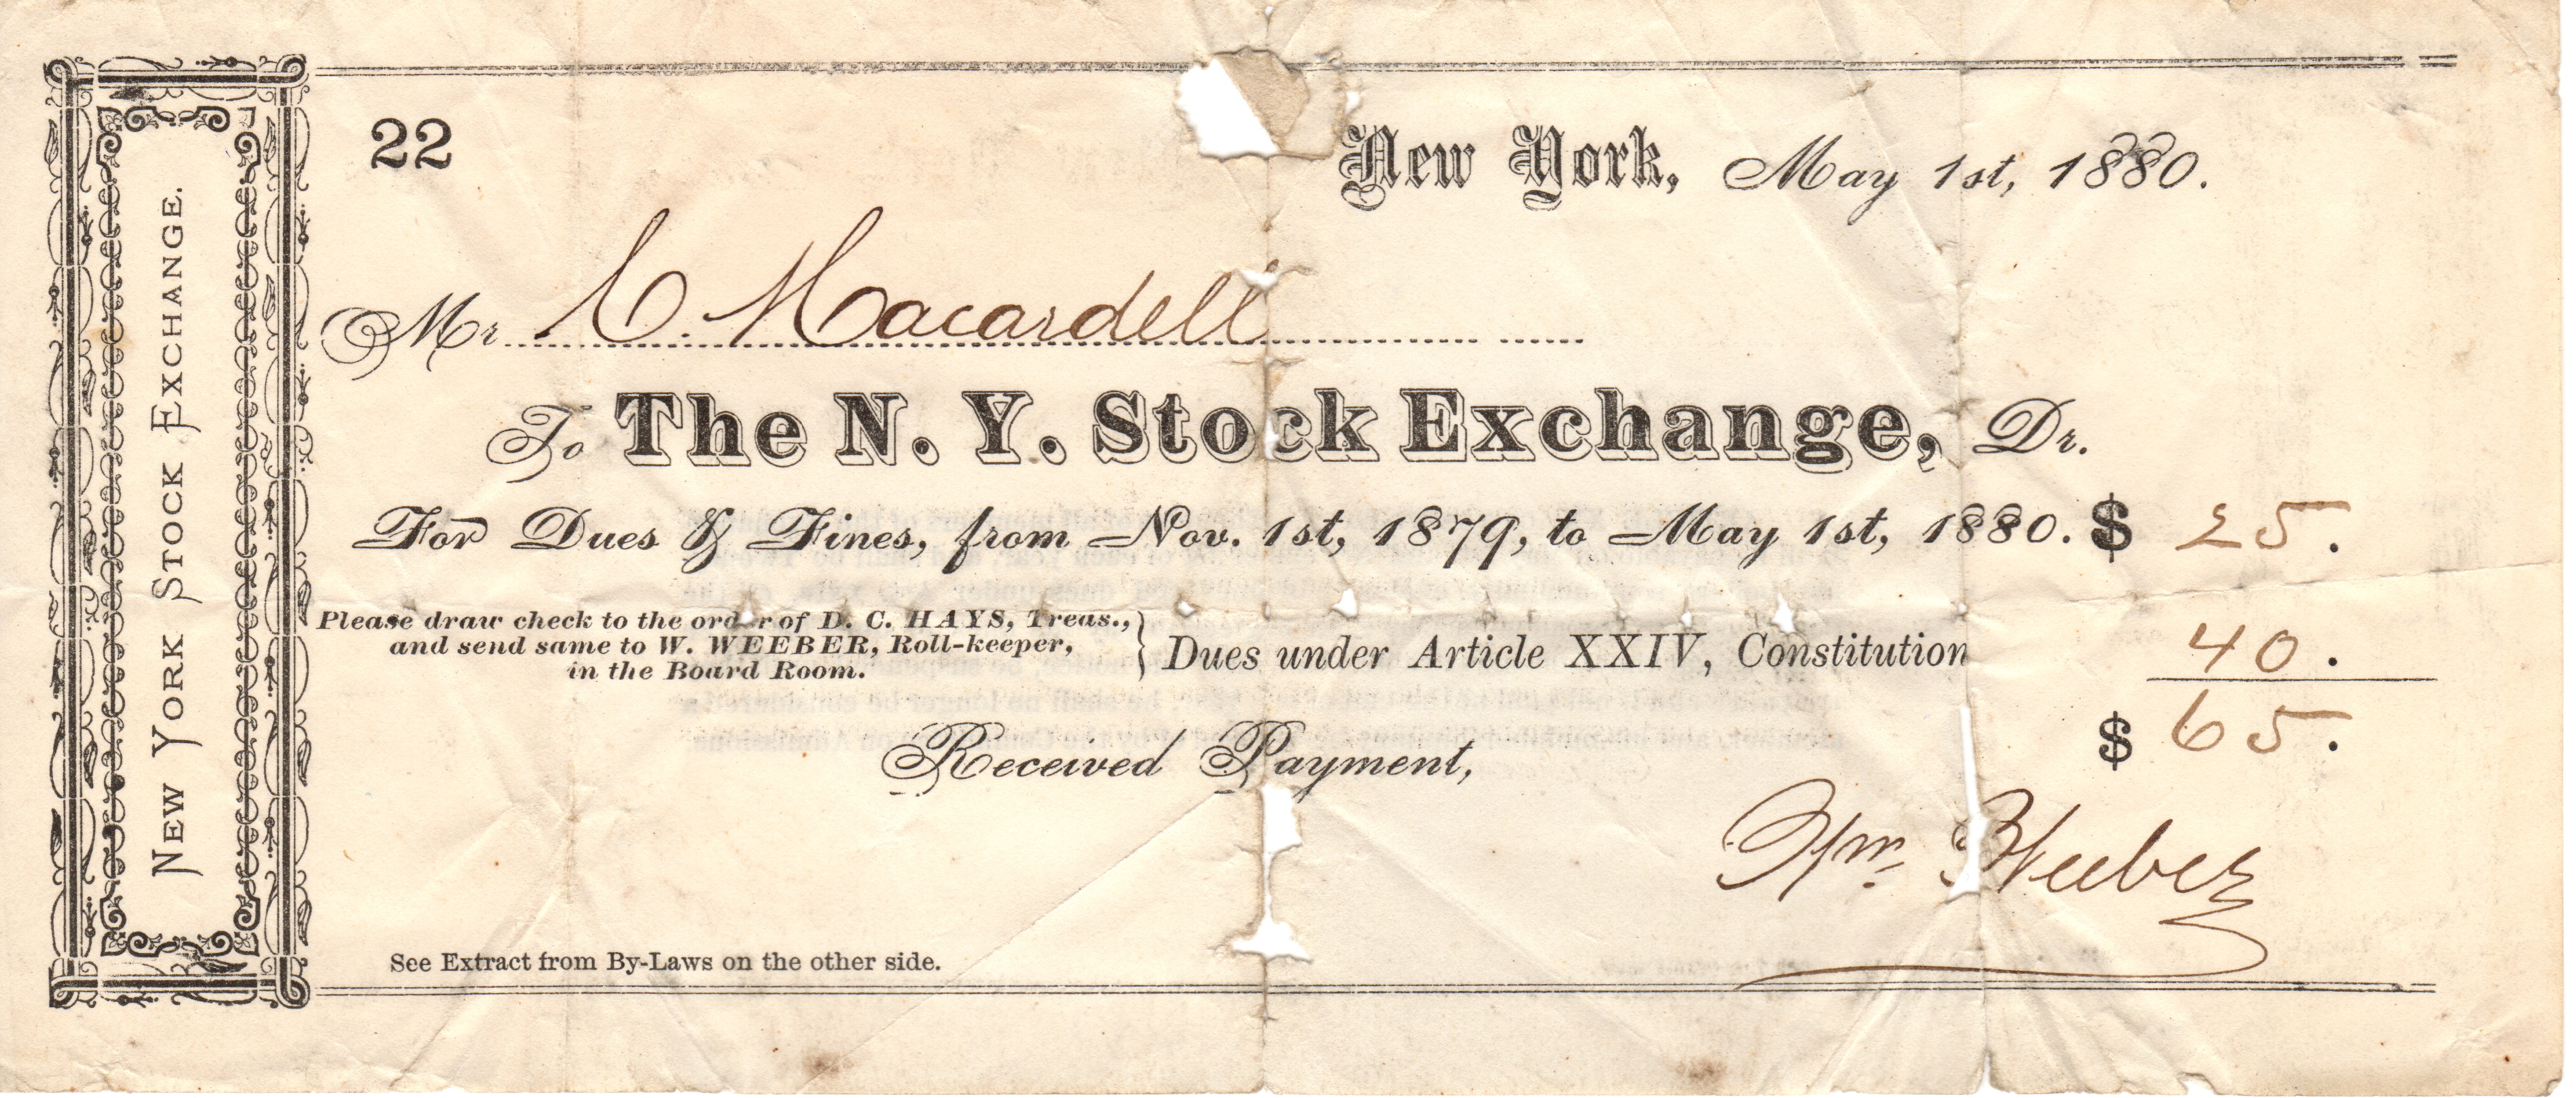 NEW YORK STOCK EXCHANGE.
22
New York, May 1st, 1880.
Mr. C. Macardell
To The N. Y. Stock Exchange, Dr.
For Dues & Fines, from Nov. 1st, 1879, to May 1st, 1880. $ 25.
Please draw check to the order of D. C. HAYS, Treas.,
and send same to W. WEEBER, Roll-keeper,
in the Board Room.
Dues under Article XXIV, Constitution 40.
$ 65.
Received Payment,
Wm. Weeber
See Extract from By-Laws on the other side.